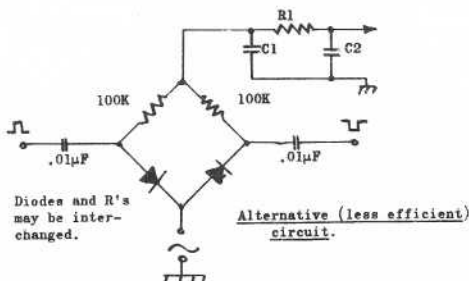 R1
C1
C2
100K
100K
.01μF
.01μF
Diodes and R's
may be inter-
changed.
Alternative (less efficient)
circuit.